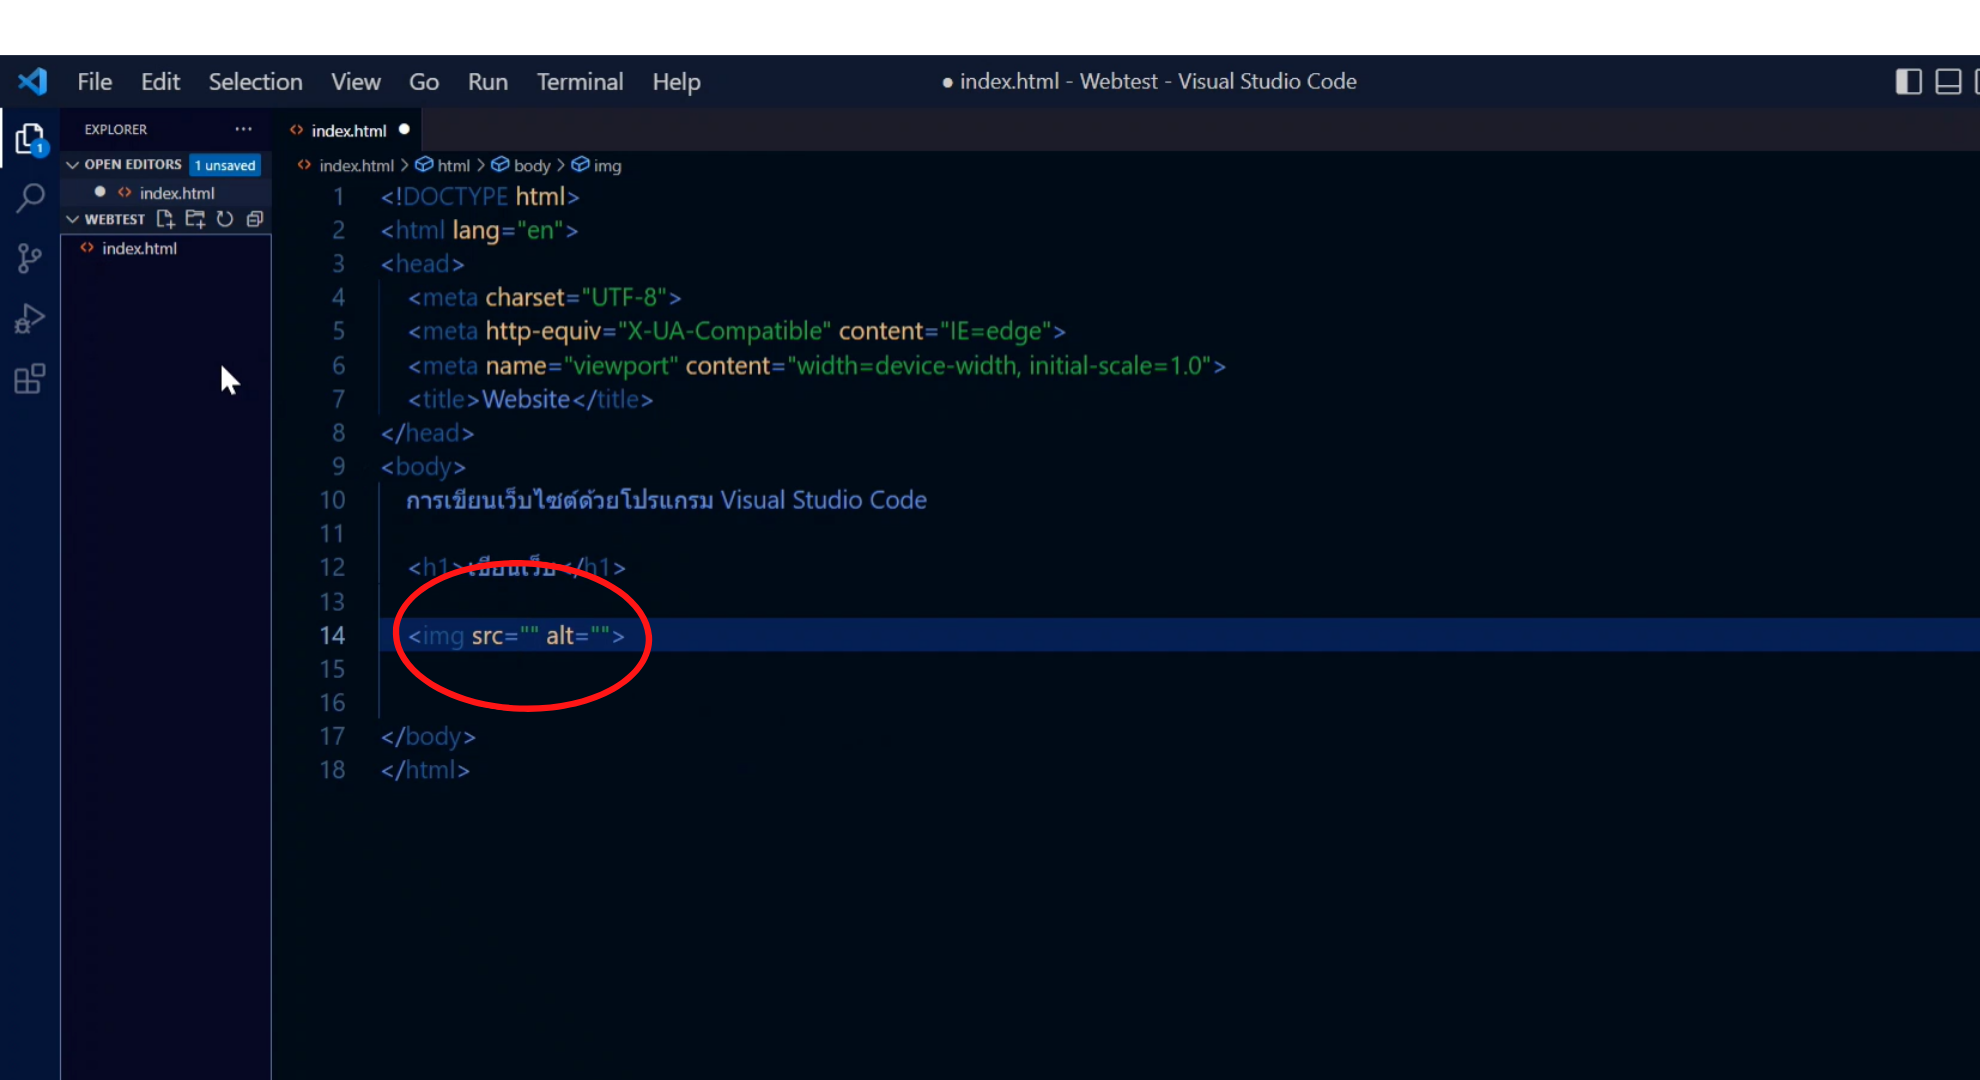 File Edit Selection View Go Run Terminal Help
● index.html - Webtest - Visual Studio Code
EXPLORER ···
index.html ●
OPEN EDITORS 1 unsaved
index.html > html > body > img
● index.html
WEBTEST
index.html
1
1 <!DOCTYPE html>
2 <html lang="en">
3 <head>
4 <meta charset="UTF-8">
5 <meta http-equiv="X-UA-Compatible" content="IE=edge">
6 <meta name="viewport" content="width=device-width, initial-scale=1.0">
7 <title>Website</title>
8 </head>
9 <body>
10 การเขียนเว็บไซต์ด้วยโปรแกรม Visual Studio Code
11
12 <h1>เขียนเว็บ</h1>
13
14 <img src="" alt="">
15
16
17 </body>
18 </html>